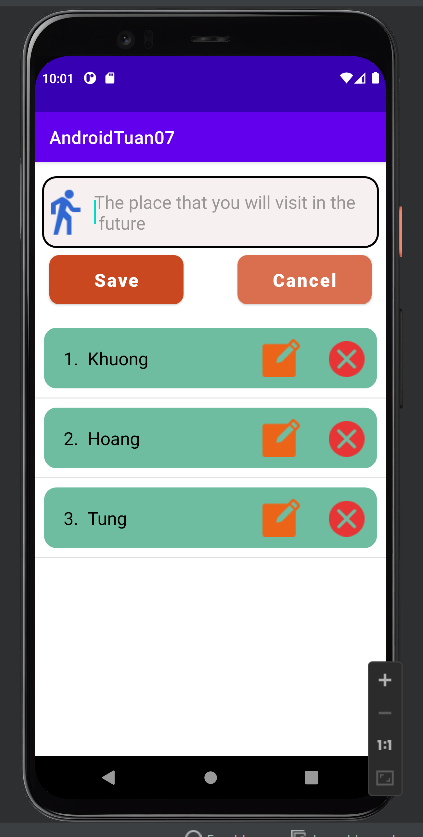 10:01
AndroidTuan07
The place that you will visit in the
future
Save
Cancel
1. Khuong
2. Hoang
3. Tung
1:1